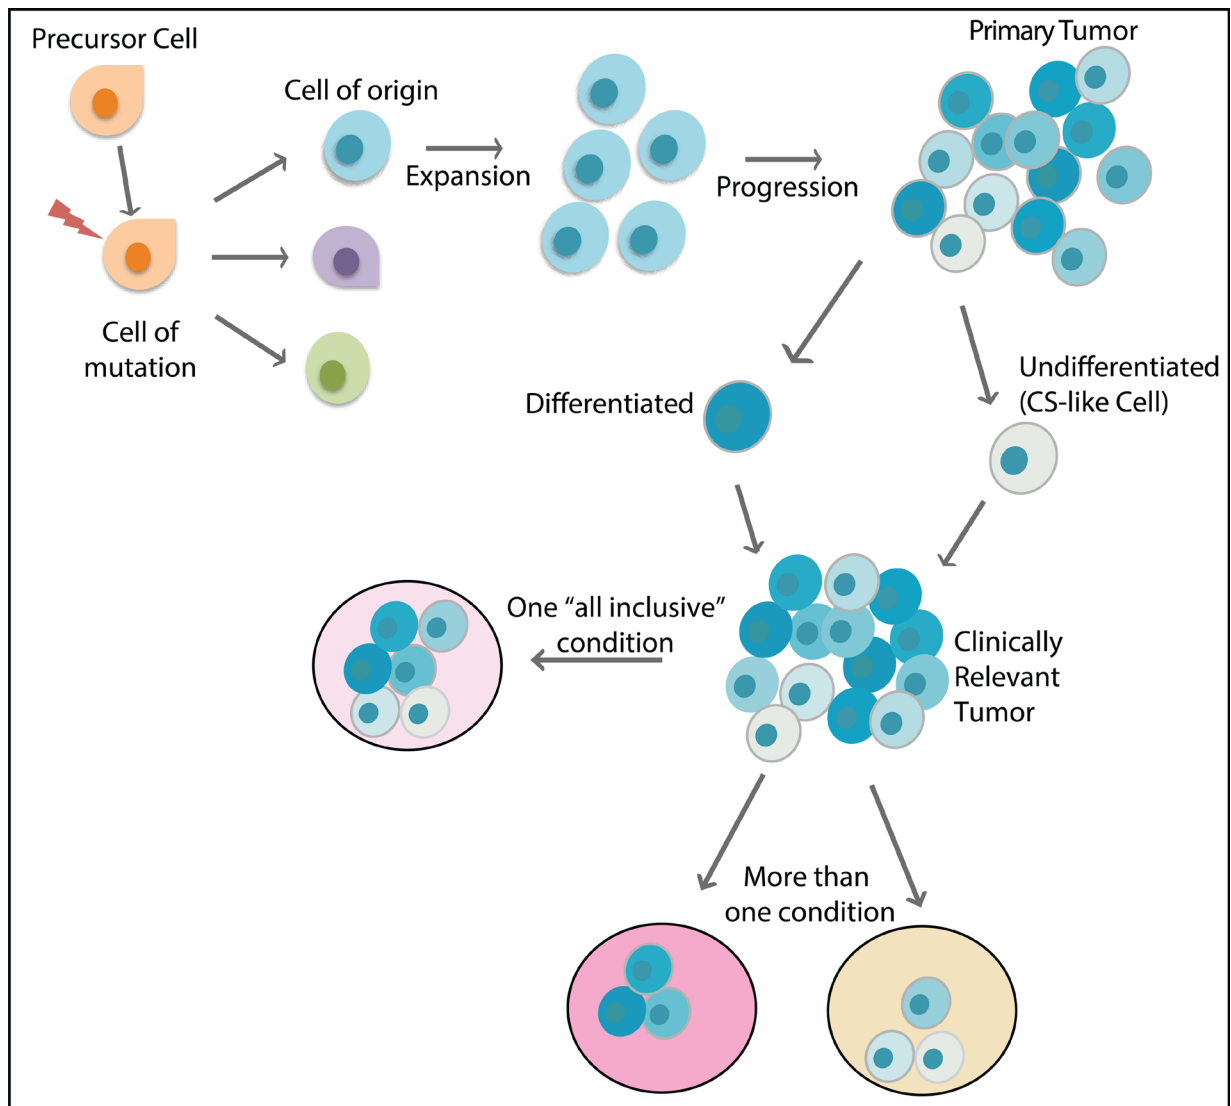 Precursor Cell
Primary Tumor
Cell of origin
Expansion
Progression
Cell of
mutation
Differentiated
Undifferentiated
(CS-like Cell)
One “all inclusive”
condition
Clinically
Relevant
Tumor
More than
one condition